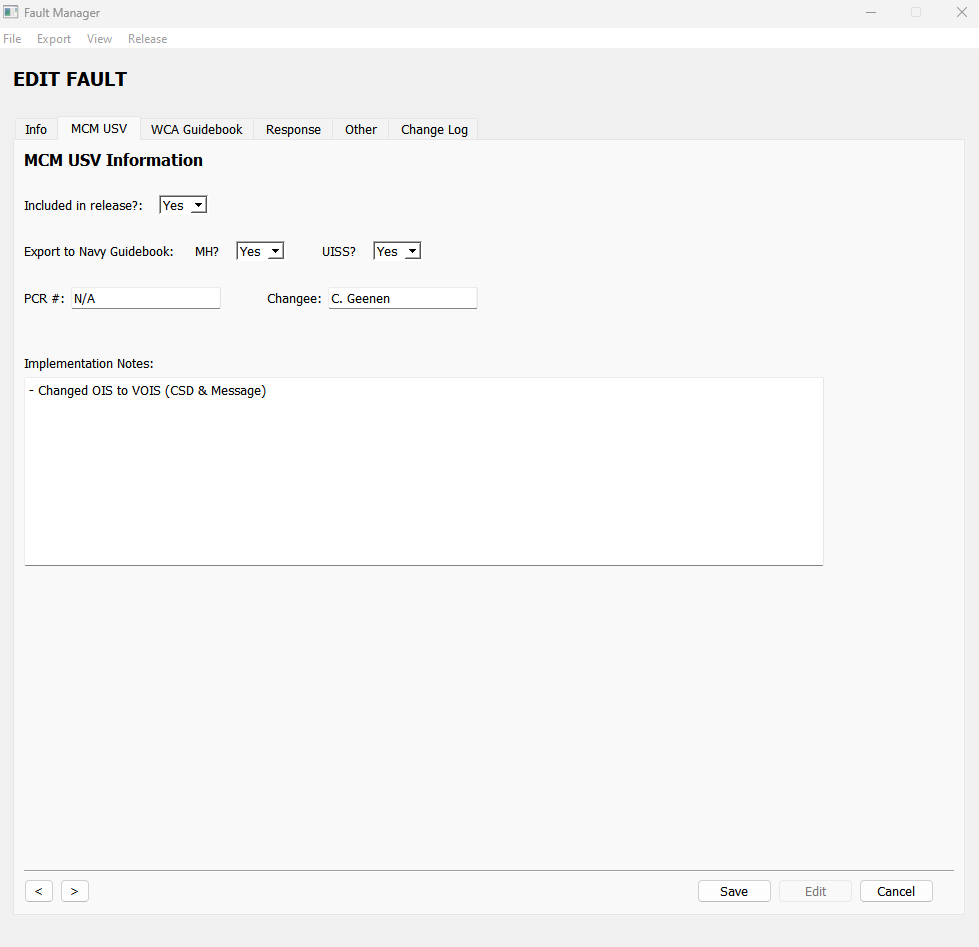 Fault Manager
File Export View Release
EDIT FAULT
Info MCM USV WCA Guidebook Response Other Change Log
MCM USV Information
Included in release?: Yes
Export to Navy Guidebook: MH? Yes UISS? Yes
PCR #: N/A Changee: C. Geenen
Implementation Notes:
- Changed OIS to VOIS (CSD & Message)
< > Save Edit Cancel